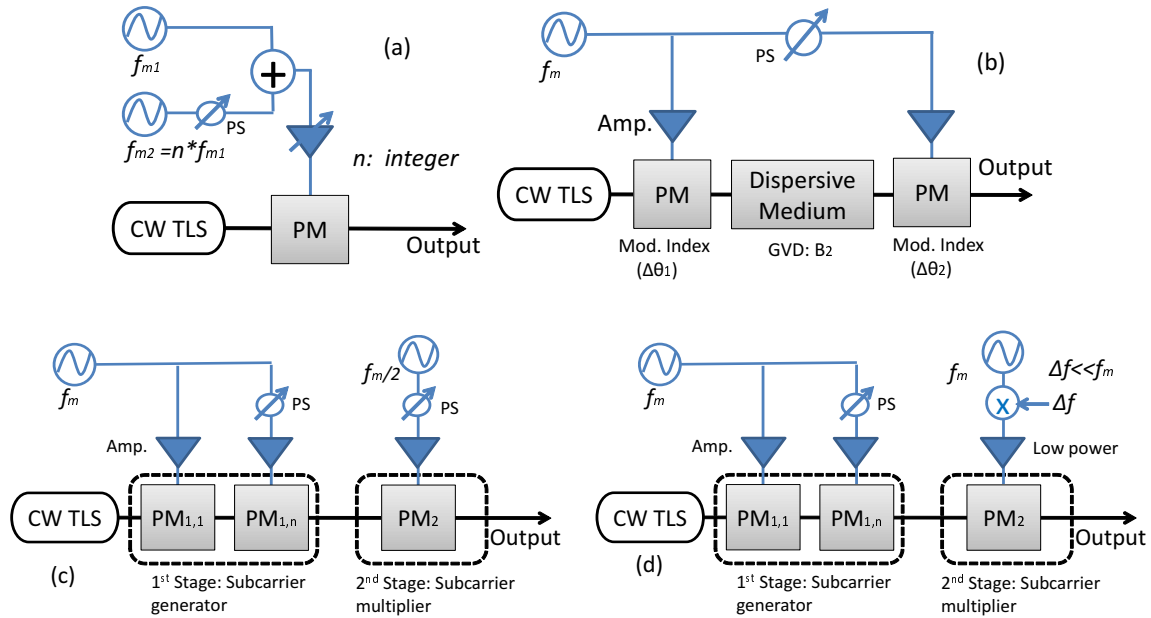 (a)
fm1
+
PS
fm2 =n*fm1
n: integer
CW TLS
PM
Output
(b)
fm
PS
Amp.
CW TLS
PM
Dispersive
Medium
PM
Output
Mod. Index
(Δθ1)
GVD: B2
Mod. Index
(Δθ2)
(c)
fm
PS
fm/2
PS
Amp.
CW TLS
PM1,1
PM1,n
PM2
Output
1st Stage: Subcarrier
generator
2nd Stage: Subcarrier
multiplier
(d)
fm
PS
fm
Δf<<fm
X
Δf
Amp.
Low power
CW TLS
PM1,1
PM1,n
PM2
Output
1st Stage: Subcarrier
generator
2nd Stage: Subcarrier
multiplier